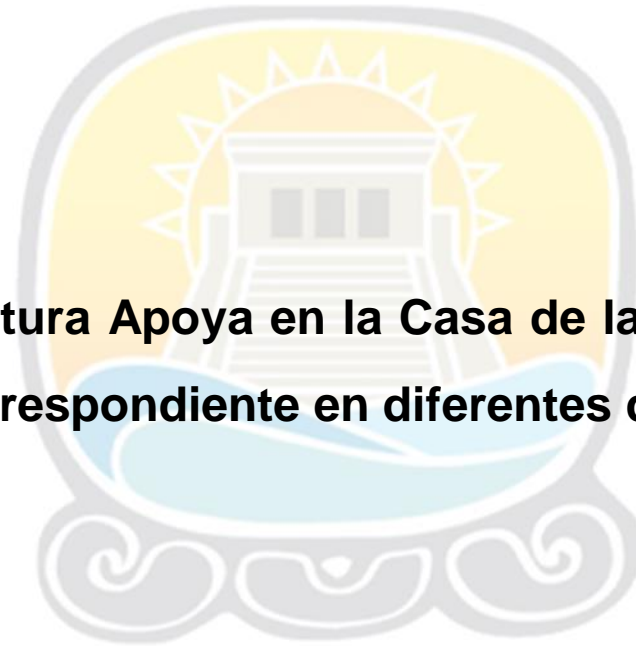 tura Apoya en la Casa de la
respondiente en diferentes